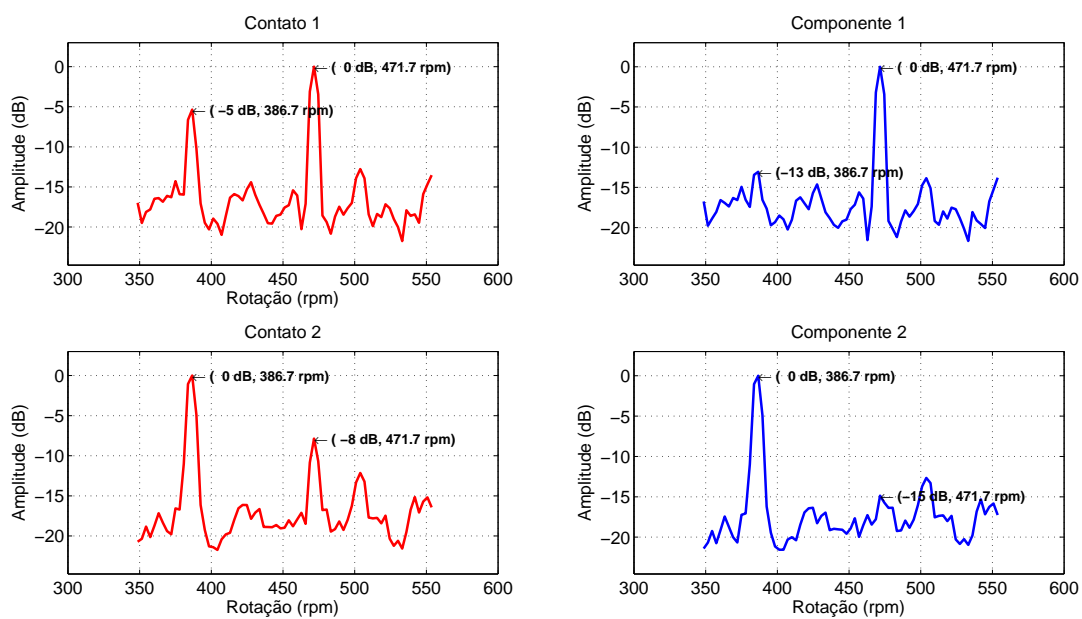 Contato 1
Amplitude (dB)
0
−5
−10
−15
−20
( 0 dB, 471.7 rpm)
( −5 dB, 386.7 rpm)
300 350 400 450 500 550 600
Rotação (rpm)
Componente 1
Amplitude (dB)
0
−5
−10
−15
−20
( 0 dB, 471.7 rpm)
(−13 dB, 386.7 rpm)
300 350 400 450 500 550 600
Rotação (rpm)
Contato 2
Amplitude (dB)
0
−5
−10
−15
−20
( 0 dB, 386.7 rpm)
( −8 dB, 471.7 rpm)
300 350 400 450 500 550 600
Rotação (rpm)
Componente 2
Amplitude (dB)
0
−5
−10
−15
−20
( 0 dB, 386.7 rpm)
(−15 dB, 471.7 rpm)
300 350 400 450 500 550 600
Rotação (rpm)